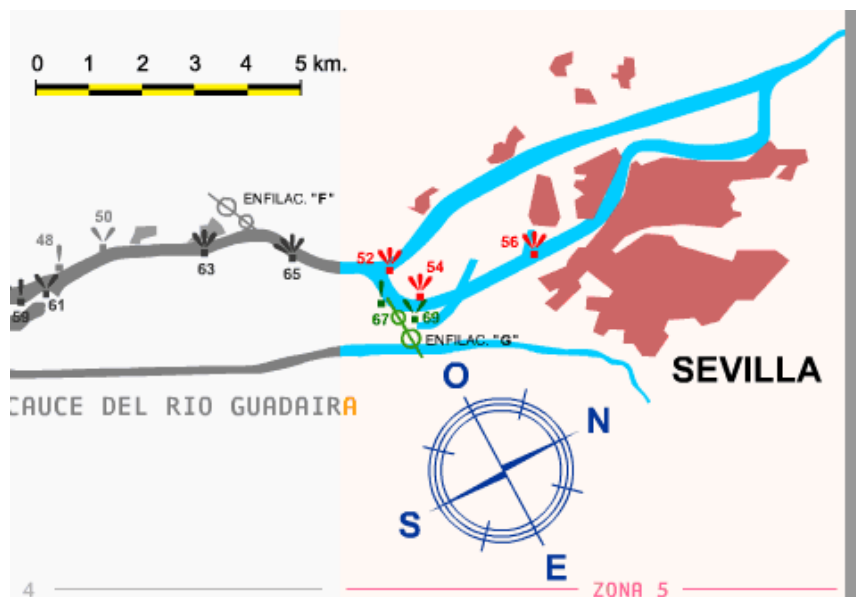 0 1 2 3 4 5 km.
ENFILAC. "F"
50
48
52
56
54
63
65
61
59
67
69
ENFILAC. "G"
SEVILLA
CAUCE DEL RIO GUADAIRA
O
N
S
E
4
ZONA 5